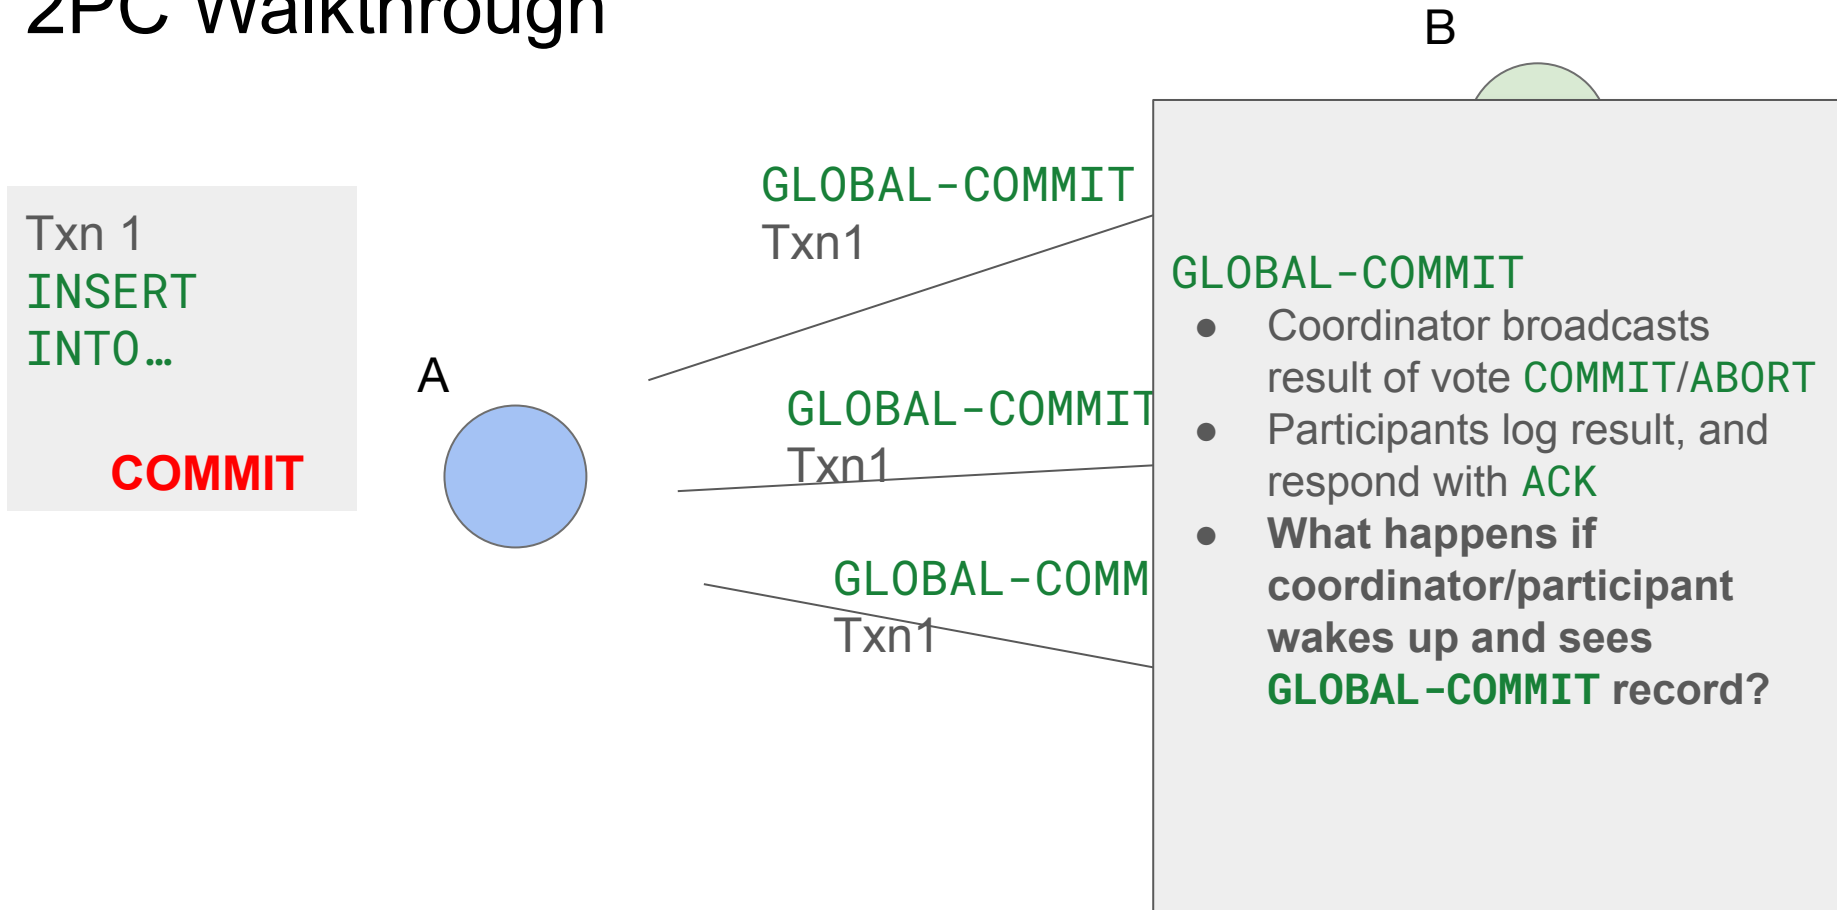 2PC Walkthrough
B
Txn 1
INSERT
INTO…
COMMIT
A
GLOBAL-COMMIT
Txn1
GLOBAL-COMMIT
Txn1
GLOBAL-COMM
Txn1
GLOBAL-COMMIT
● Coordinator broadcasts
result of vote COMMIT/ABORT
● Participants log result, and
respond with ACK
● What happens if
coordinator/participant
wakes up and sees
GLOBAL-COMMIT record?